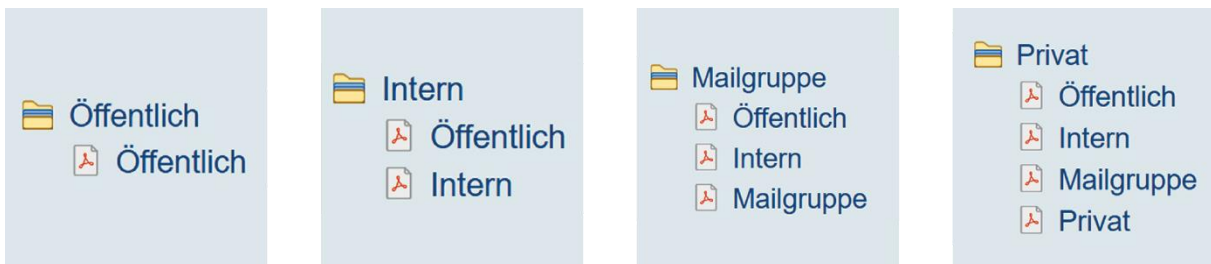 Öffentlich
Öffentlich
Intern
Öffentlich
Intern
Mailgruppe
Öffentlich
Intern
Mailgruppe
Privat
Öffentlich
Intern
Mailgruppe
Privat